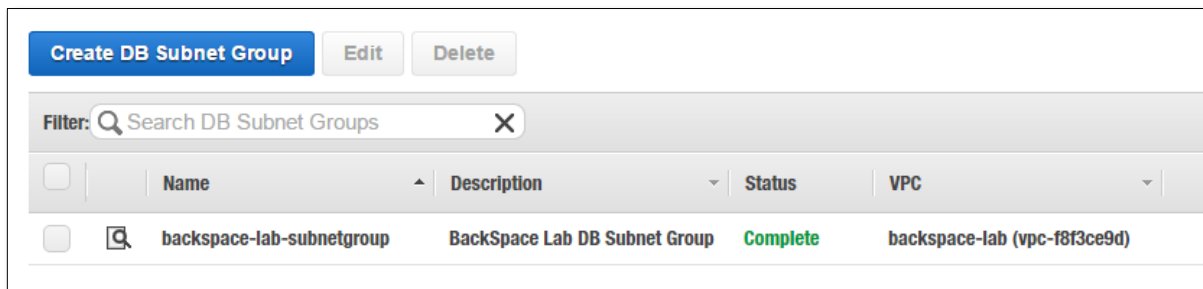 Create DB Subnet Group Edit Delete
Filter: Search DB Subnet Groups
Name Description Status VPC
backspace-lab-subnetgroup BackSpace Lab DB Subnet Group Complete backspace-lab (vpc-f8f3ce9d)